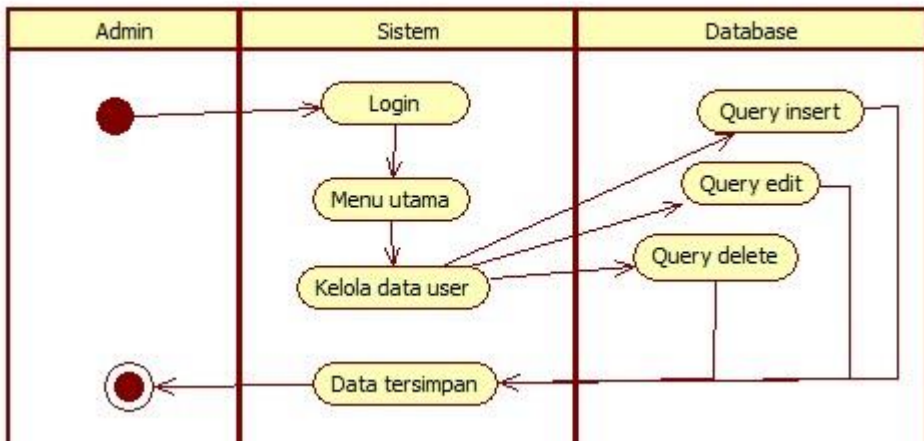 Admin
Sistem
Database
Login
Query insert
Menu utama
Query edit
Kelola data user
Query delete
Data tersimpan